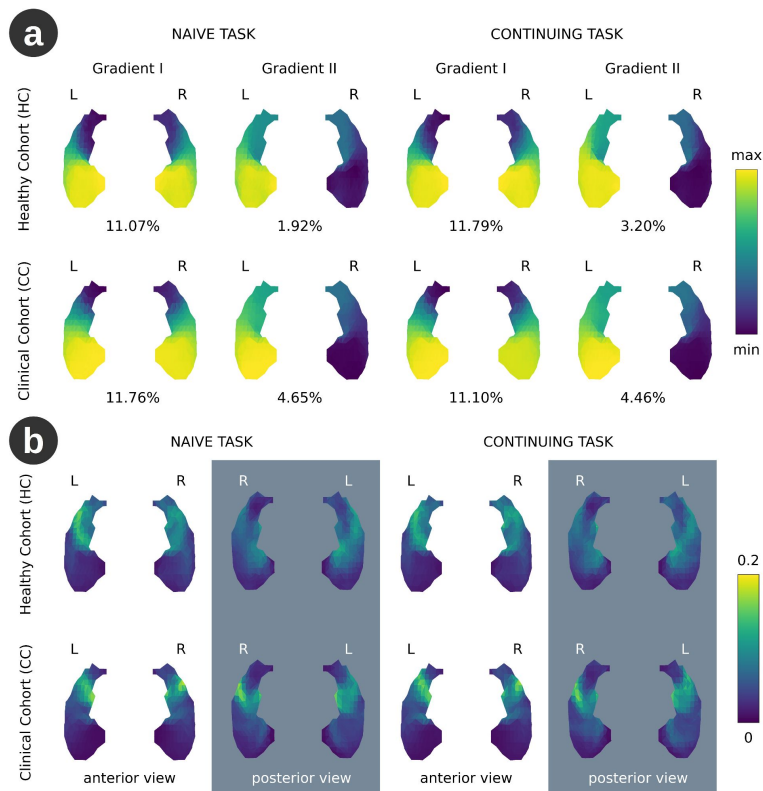 a
NAIVE TASK CONTINUING TASK
Gradient I Gradient II Gradient I Gradient II
Healthy Cohort (HC)
L R L R L R L R
max
11.07% 1.92% 11.79% 3.20%
Clinical Cohort (CC)
L R L R L R L R
min
11.76% 4.65% 11.10% 4.46%
b
NAIVE TASK CONTINUING TASK
Healthy Cohort (HC)
L R R L L R R L
0.2
Clinical Cohort (CC)
L R R L L R R L
0
anterior view posterior view anterior view posterior view